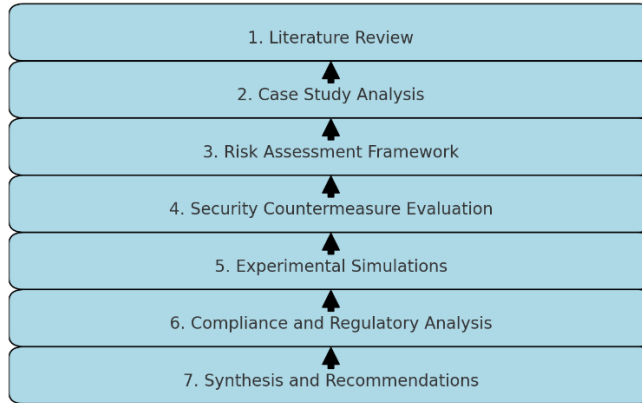 1. Literature Review
2. Case Study Analysis
3. Risk Assessment Framework
4. Security Countermeasure Evaluation
5. Experimental Simulations
6. Compliance and Regulatory Analysis
7. Synthesis and Recommendations